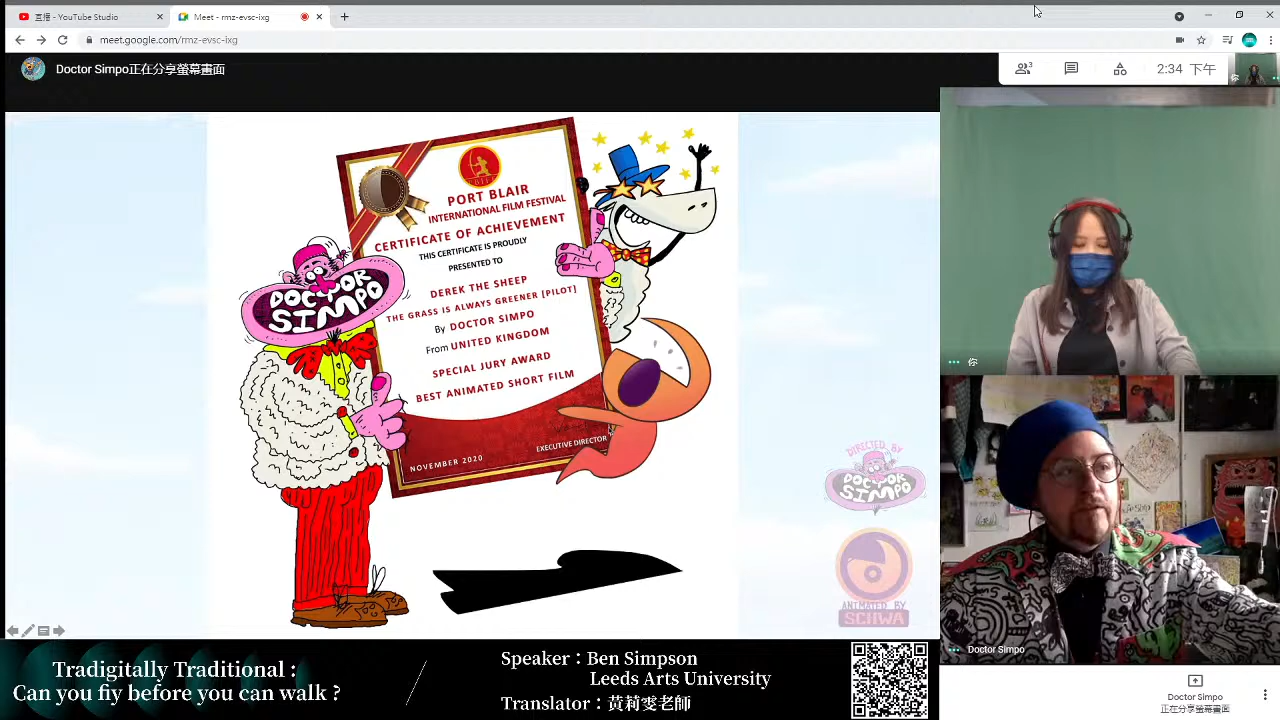 直播 - YouTube Studio
Meet - rmz-evsc-ixg
meet.google.com/rmz-evsc-ixg
Doctor Simpo正在分享螢幕畫面
3
2:34 下午
你
PORT BLAIR
INTERNATIONAL FILM FESTIVAL
CERTIFICATE OF ACHIEVEMENT
THIS CERTIFICATE IS PROUDLY
PRESENTED TO
DEREK THE SHEEP
THE GRASS IS ALWAYS GREENER [PILOT]
By DOCTOR SIMPO
From UNITED KINGDOM
SPECIAL JURY AWARD
BEST ANIMATED SHORT FILM
NOVEMBER 2020
EXECUTIVE DIRECTOR
DOCTOR
SIMPO
DIRECTED BY
DOCTOR
SIMPO
ANIMATED BY
SCHWA
你
Doctor Simpo
Tradigitally Traditional :
Can you fiy before you can walk ?
Speaker：Ben Simpson
Leeds Arts University
Translator：黄莉雯老師
Doctor Simpo
正在分享螢幕畫面